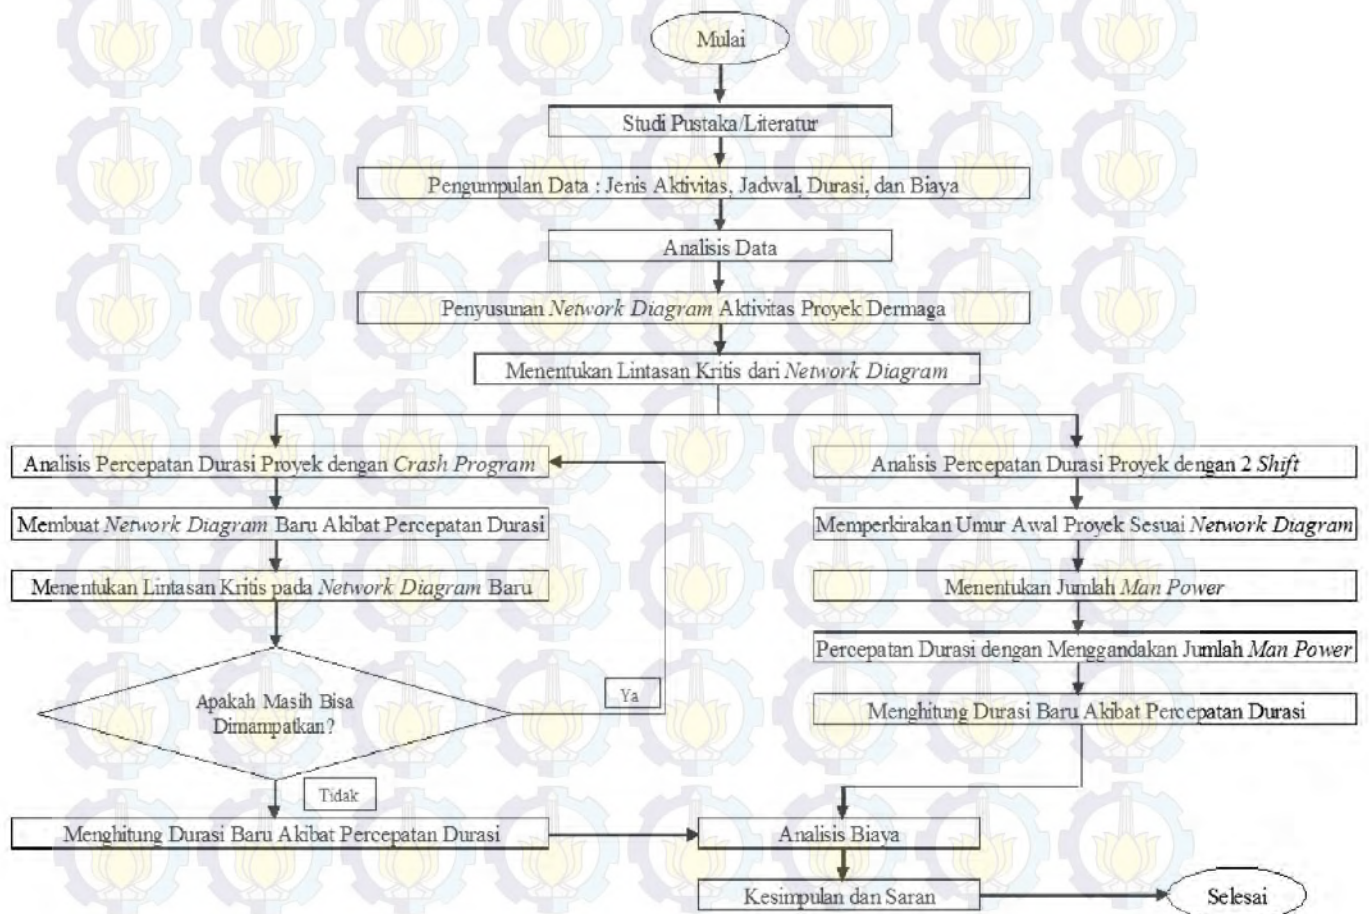 Mulai
Studi Pustaka/Literatur
Pengumpulan Data : Jenis Aktivitas, Jadwal, Durasi, dan Biaya
Analisis Data
Penyusunan Network Diagram Aktivitas Proyek Dermaga
Menentukan Lintasan Kritis dari Network Diagram
Analisis Percepatan Durasi Proyek dengan Crash Program
Membuat Network Diagram Baru Akibat Percepatan Durasi
Menentukan Lintasan Kritis pada Network Diagram Baru
Apakah Masih Bisa
Dimampatkan?
Ya
Tidak
Menghitung Durasi Baru Akibat Percepatan Durasi
Analisis Percepatan Durasi Proyek dengan 2 Shift
Memperkirakan Umur Awal Proyek Sesuai Network Diagram
Menentukan Jumlah Man Power
Percepatan Durasi dengan Menggandakan Jumlah Man Power
Menghitung Durasi Baru Akibat Percepatan Durasi
Analisis Biaya
Kesimpulan dan Saran
Selesai